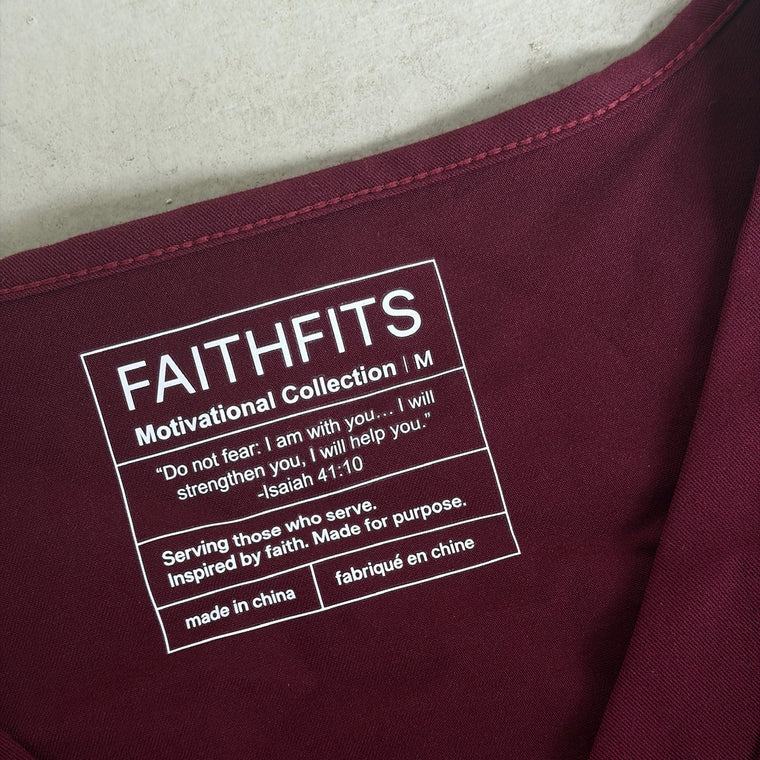 FAITHFITS
Motivational Collection | M
“Do not fear: I am with you... I will
strengthen you, I will help you.”
-Isaiah 41:10
Serving those who serve.
Inspired by faith. Made for purpose.
made in china | fabriqué en chine